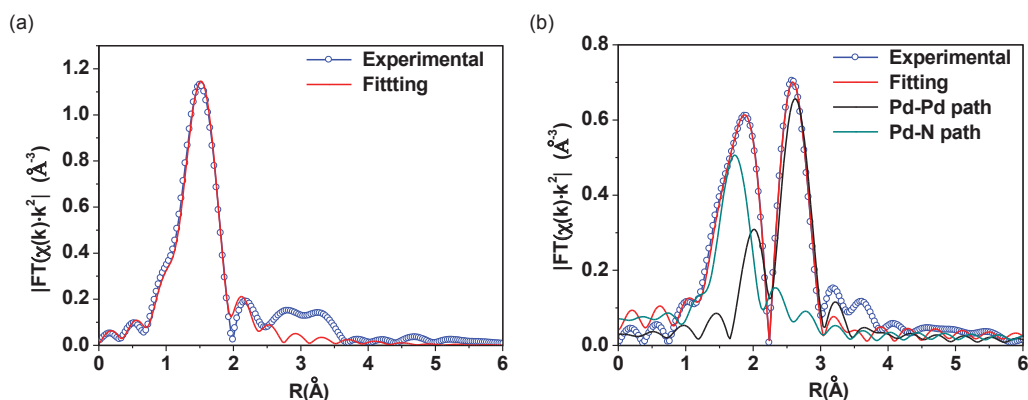 (a)
|FT(χ(k)·k²| (Å⁻³)
1.2
1.0
0.8
0.6
0.4
0.2
0.0
0 1 2 3 4 5 6
R(Å)
Experimental
Fittting
(b)
|FT(χ(k)·k²| (Å⁻³)
0.8
0.6
0.4
0.2
0.0
0 1 2 3 4 5 6
R(Å)
Experimental
Fitting
Pd-Pd path
Pd-N path